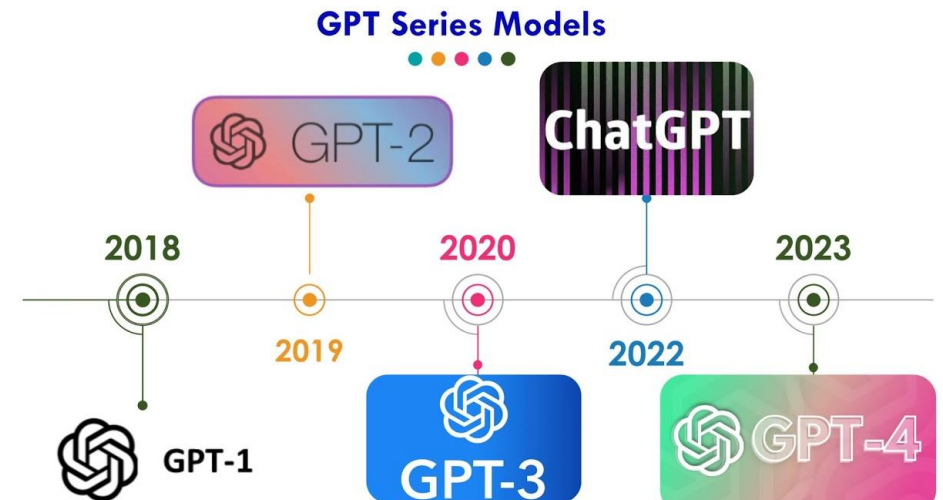 GPT Series Models
GPT-2
ChatGPT
2018
2020
2023
2019
2022
GPT-1
GPT-3
GPT-4